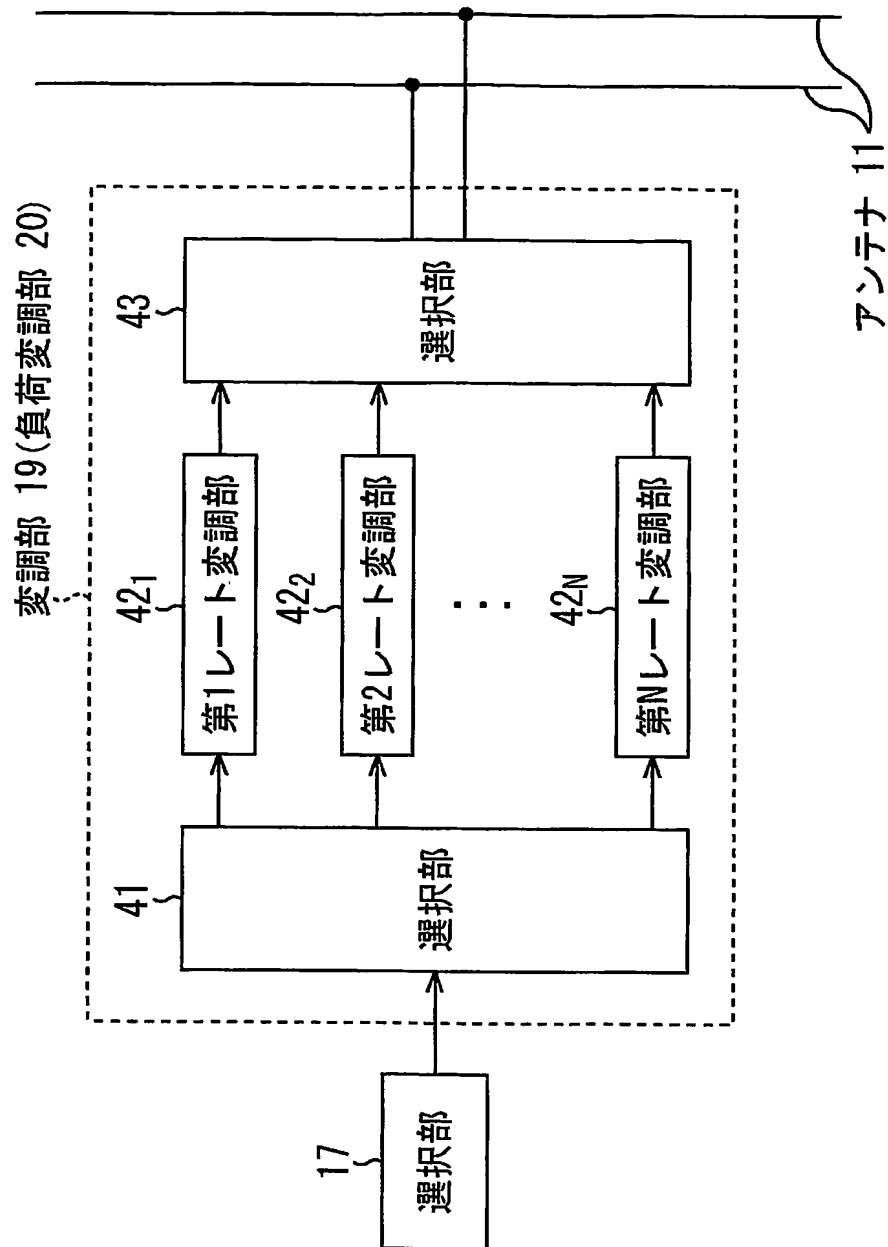 変調部 19(負荷変調部 20)
17
選択部
41
選択部
42₁
第1レート変調部
42₂
第2レート変調部
・・・
42N
第Nレート変調部
43
選択部
アンテナ 11